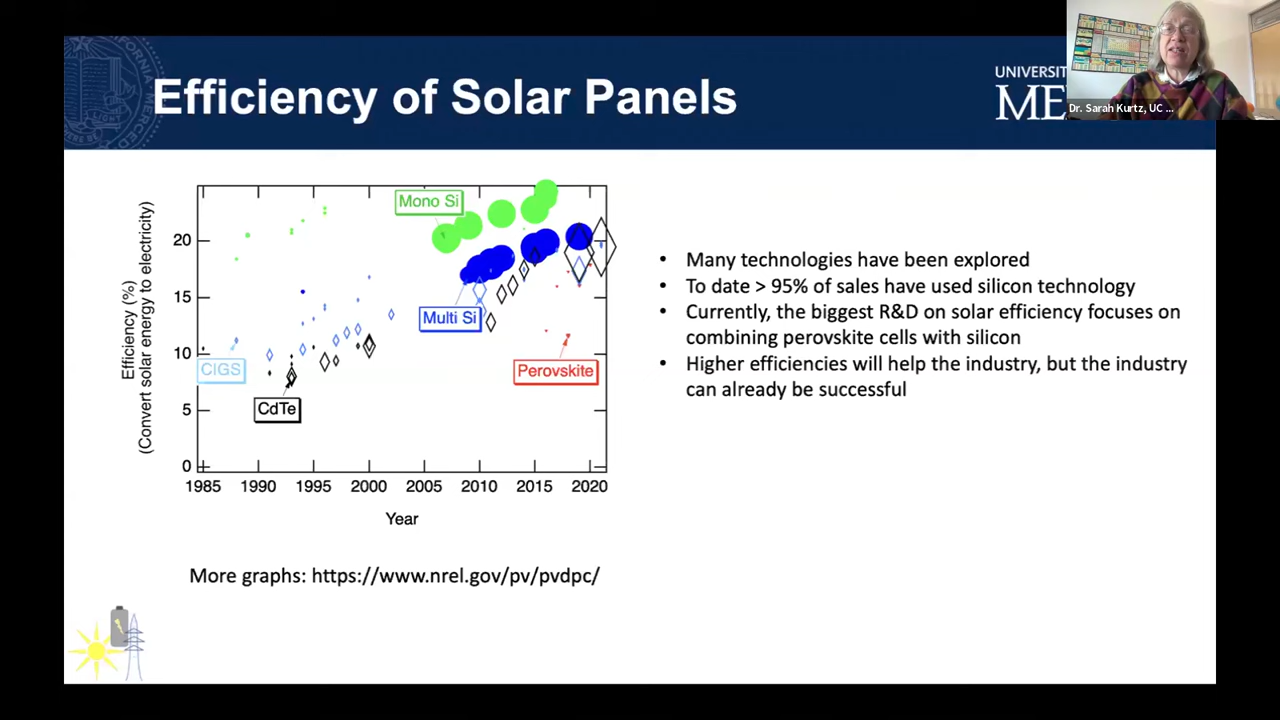 Efficiency of Solar Panels
UNIVERSIT
ME
Dr. Sarah Kurtz, UC ...
Efficiency (%)
(Convert solar energy to electricity)
20
15
10
5
0
Mono Si
Multi Si
CIGS
CdTe
Perovskite
1985 1990 1995 2000 2005 2010 2015 2020
Year
• Many technologies have been explored
• To date > 95% of sales have used silicon technology
• Currently, the biggest R&D on solar efficiency focuses on
combining perovskite cells with silicon
• Higher efficiencies will help the industry, but the industry
can already be successful
More graphs: https://www.nrel.gov/pv/pvdpc/